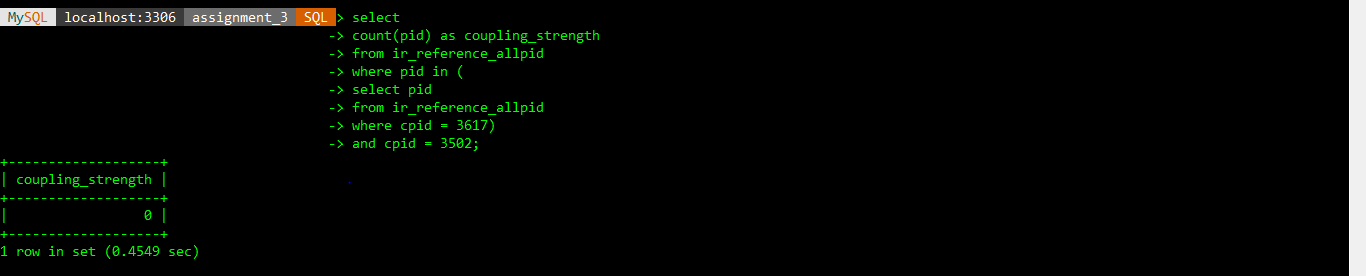 MySQL localhost:3306 assignment_3 SQL > select
-> count(pid) as coupling_strength
-> from ir_reference_allpid
-> where pid in (
-> select pid
-> from ir_reference_allpid
-> where cpid = 3617)
-> and cpid = 3502;
+-------------------+
| coupling_strength |
+-------------------+
|                 0 |
+-------------------+
1 row in set (0.4549 sec)